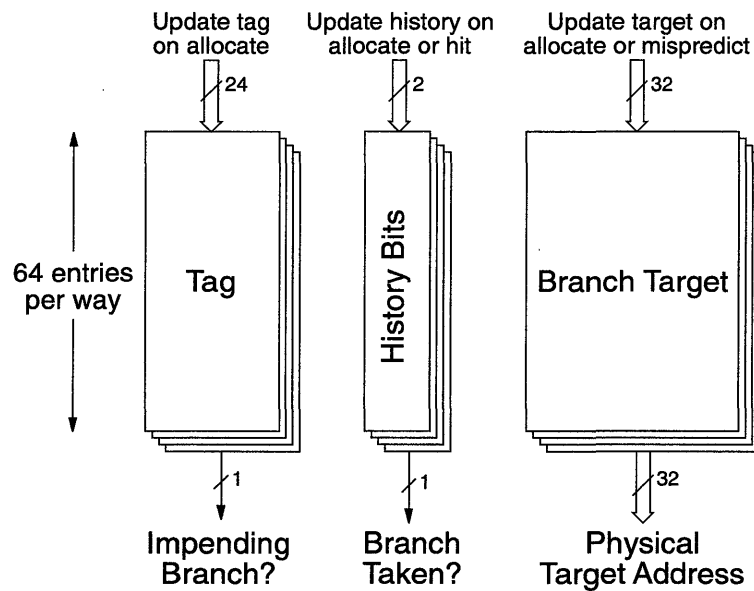 Update tag
on allocate
Update history on
allocate or hit
Update target on
allocate or mispredict
24
2
32
64 entries
per way
Tag
History Bits
Branch Target
1
1
32
Impending
Branch?
Branch
Taken?
Physical
Target Address